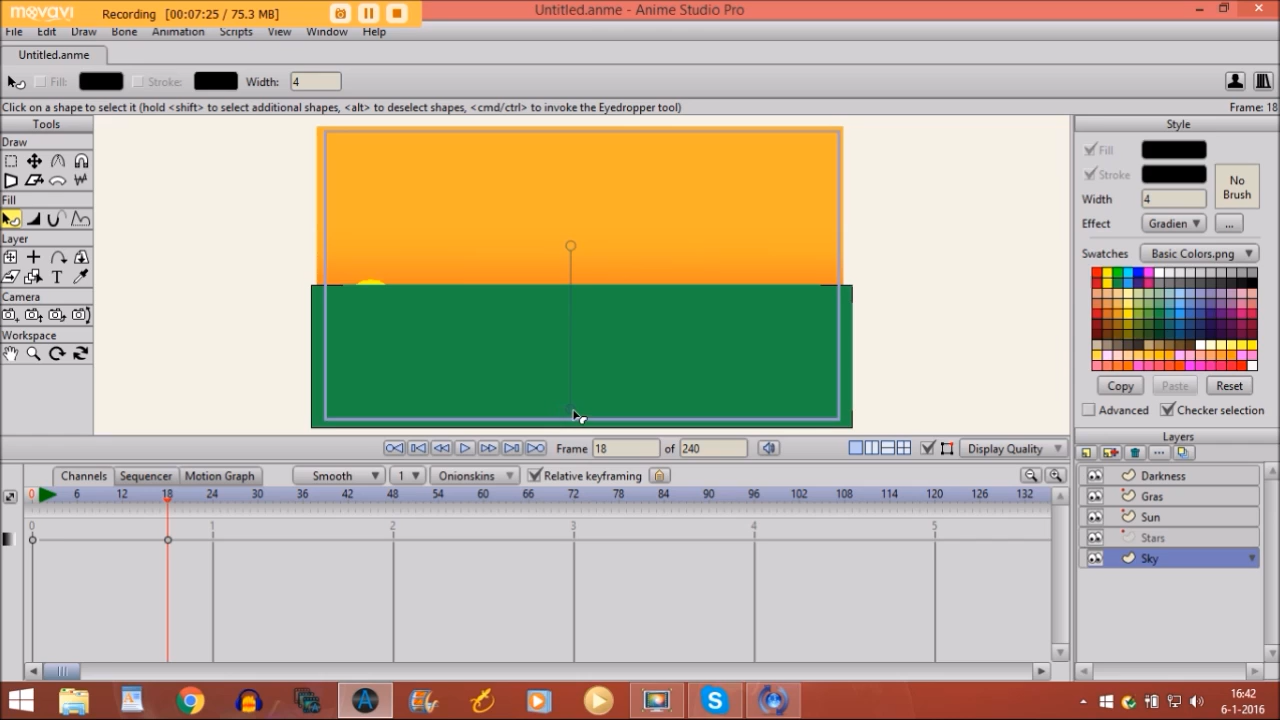 movavi Recording [00:07:25 / 75.3 MB] Untitled.anme - Anime Studio Pro
File Edit Draw Bone Animation Scripts View Window Help
Untitled.anme
Fill: Stroke: Width: 4
Click on a shape to select it (hold <shift> to select additional shapes, <alt> to deselect shapes, <cmd/ctrl> to invoke the Eyedropper tool) Frame: 18
Tools
Draw
Fill
Layer
T
Camera
Workspace
Style
Fill
Stroke
No Brush
Width 4
Effect Gradien ...
Swatches Basic Colors.png
Copy Paste Reset
Advanced Checker selection
Frame 18 of 240 Display Quality
Layers
Channels Sequencer Motion Graph Smooth 1 Onionskins Relative keyframing
0 6 12 18 24 30 36 42 48 54 60 66 72 78 84 90 96 102 108 114 120 126 132
0 1 2 3 4 5
Darkness
Gras
Sun
Stars
Sky
16:42
6-1-2016